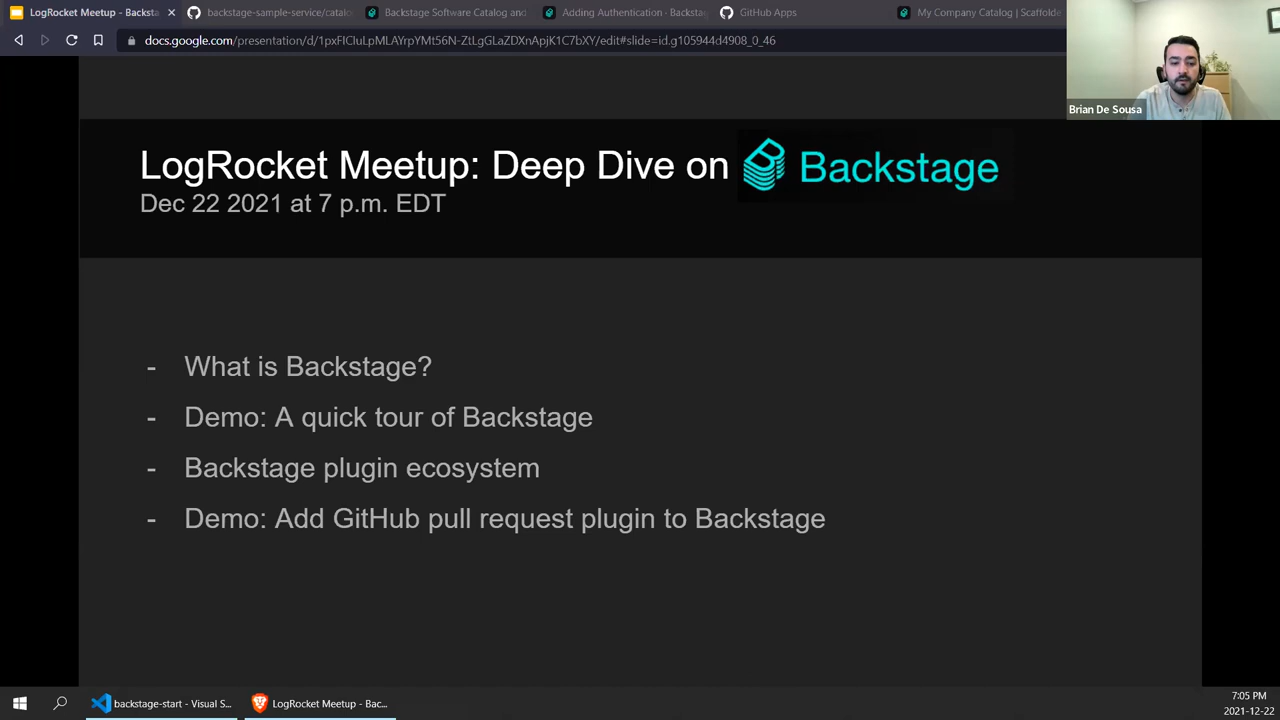 LogRocket Meetup - Backsta
backstage-sample-service/catalo
Backstage Software Catalog and
Adding Authentication · Backsta
GitHub Apps
My Company Catalog | Scaffolde
docs.google.com/presentation/d/1pxFICIuLpMLAYrpYMt56N-ZtLgGLaZDXnApjK1C7bXY/edit#slide=id.g105944d4908_0_46
Brian De Sousa
LogRocket Meetup: Deep Dive on Backstage
Dec 22 2021 at 7 p.m. EDT
- What is Backstage?
- Demo: A quick tour of Backstage
- Backstage plugin ecosystem
- Demo: Add GitHub pull request plugin to Backstage
backstage-start - Visual S...
LogRocket Meetup - Bac...
7:05 PM
2021-12-22